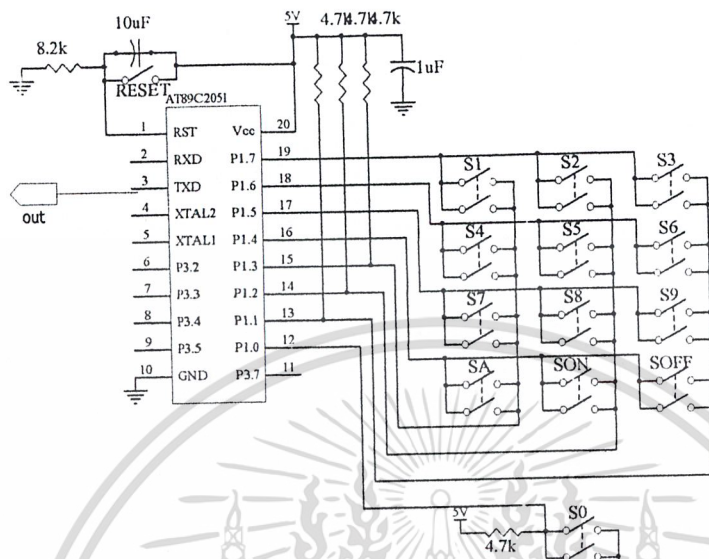 10uF
5V
4.7k 4.7k 4.7k
8.2k
1uF
RESET
AT89C2051
1 RST Vcc 20
2 RXD P1.7 19
3 TXD P1.6 18
4 XTAL2 P1.5 17
5 XTAL1 P1.4 16
6 P3.2 P1.3 15
7 P3.3 P1.2 14
8 P3.4 P1.1 13
9 P3.5 P1.0 12
10 GND P3.7 11
out
S1 S2 S3
S4 S5 S6
S7 S8 S9
SA SON SOFF
5V
S0
4.7k